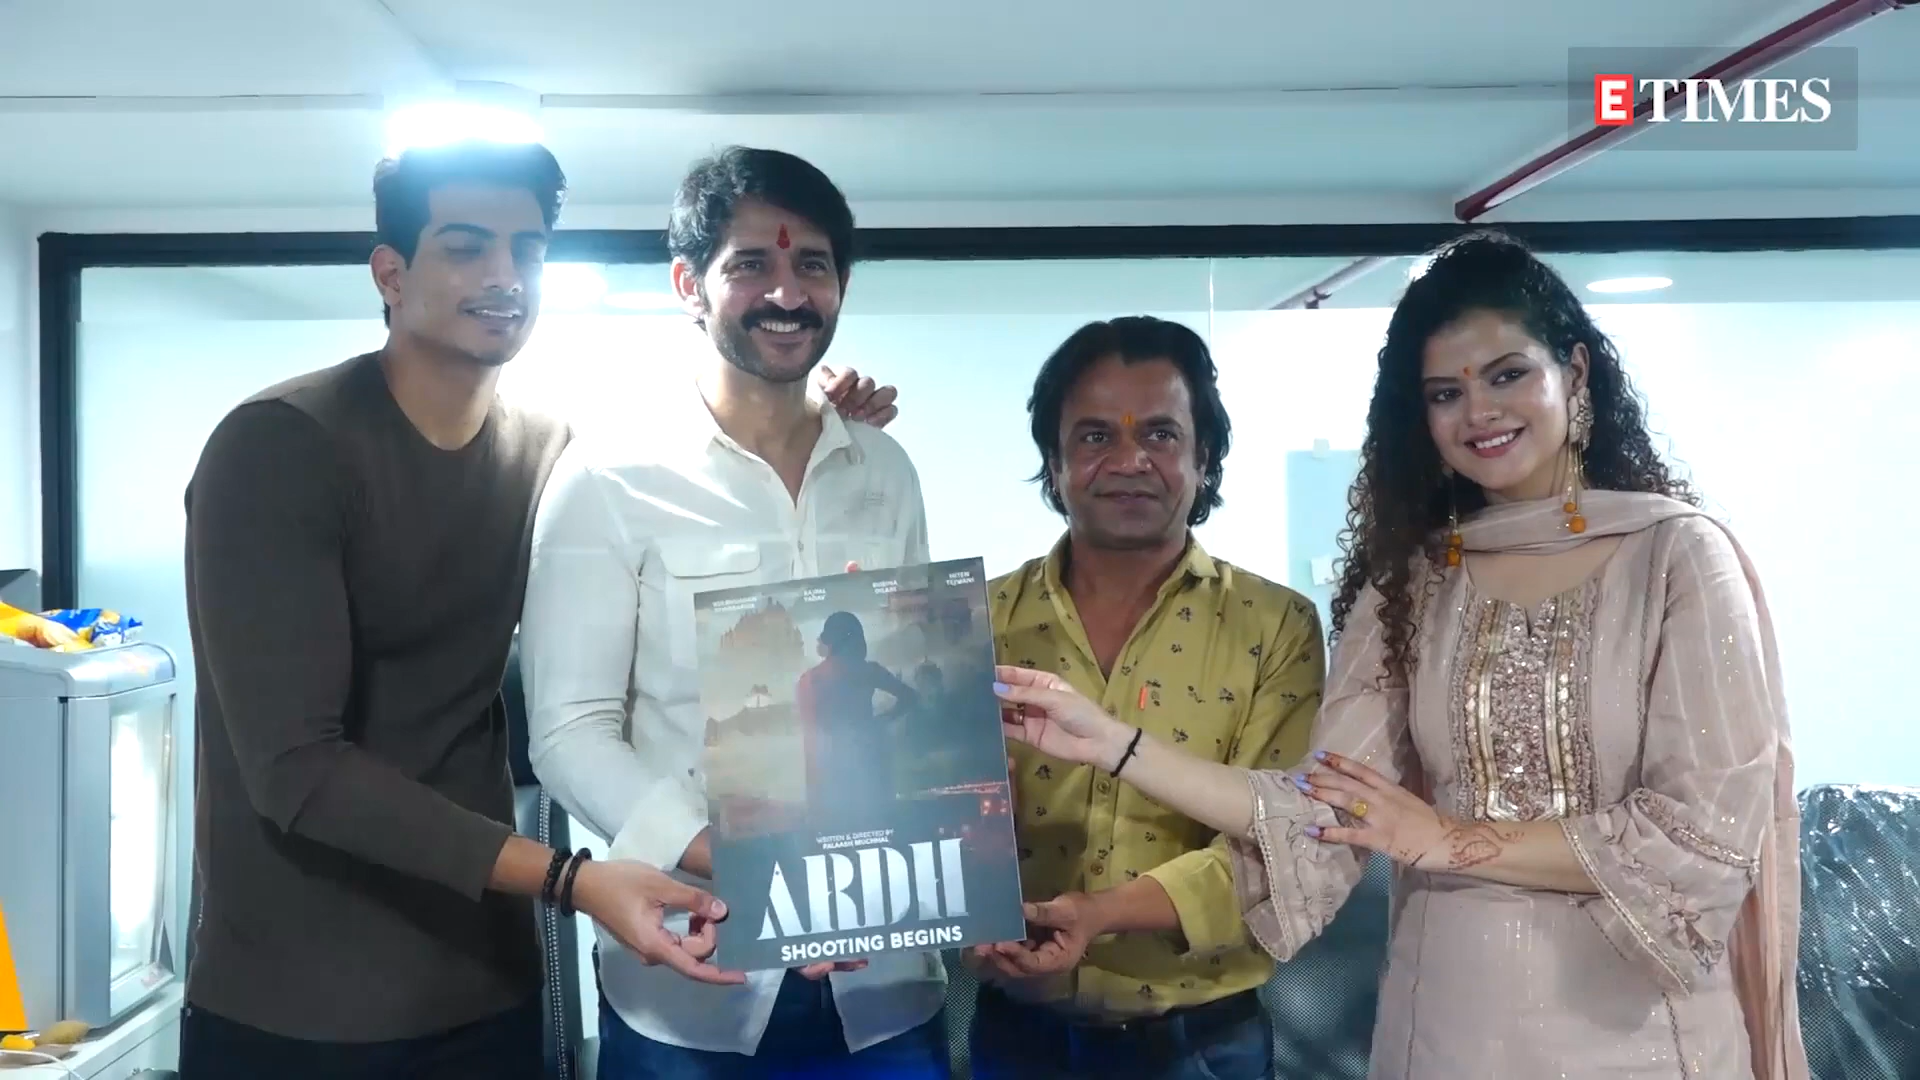 ETIMES
RAJPAL YADAV
RUBINA DILAIK
HITEN TEJWANI
WRITTEN & DIRECTED BY
PALAASH MUCHHAL
ARDH
SHOOTING BEGINS